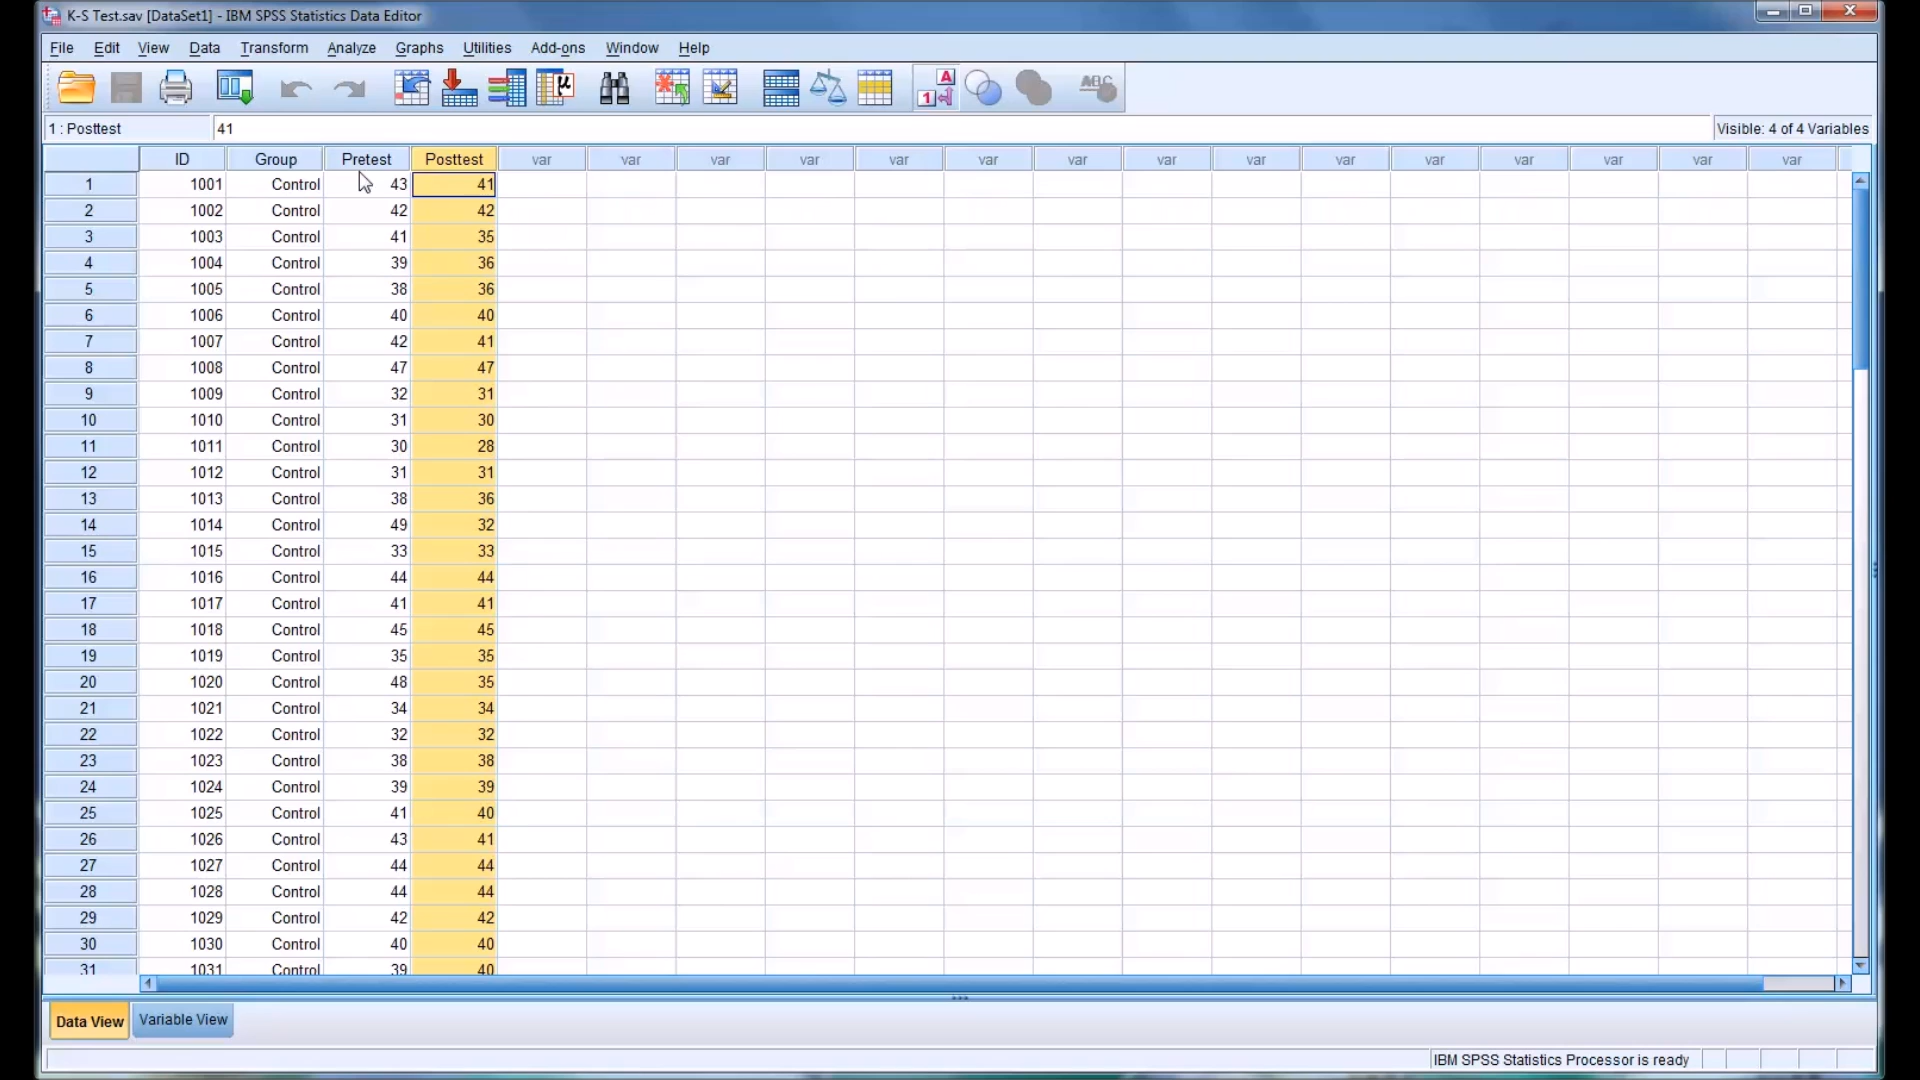 K-S Test.sav [DataSet1] - IBM SPSS Statistics Data Editor
File Edit View Data Transform Analyze Graphs Utilities Add-ons Window Help
1 : Posttest 41 Visible: 4 of 4 Variables
ID Group Pretest Posttest var var var var var var var var var var var var var var var
1 1001 Control 43 41
2 1002 Control 42 42
3 1003 Control 41 35
4 1004 Control 39 36
5 1005 Control 38 36
6 1006 Control 40 40
7 1007 Control 42 41
8 1008 Control 47 47
9 1009 Control 32 31
10 1010 Control 31 30
11 1011 Control 30 28
12 1012 Control 31 31
13 1013 Control 38 36
14 1014 Control 49 32
15 1015 Control 33 33
16 1016 Control 44 44
17 1017 Control 41 41
18 1018 Control 45 45
19 1019 Control 35 35
20 1020 Control 48 35
21 1021 Control 34 34
22 1022 Control 32 32
23 1023 Control 38 38
24 1024 Control 39 39
25 1025 Control 41 40
26 1026 Control 43 41
27 1027 Control 44 44
28 1028 Control 44 44
29 1029 Control 42 42
30 1030 Control 40 40
31 1031 Control 39 40
Data View Variable View
IBM SPSS Statistics Processor is ready